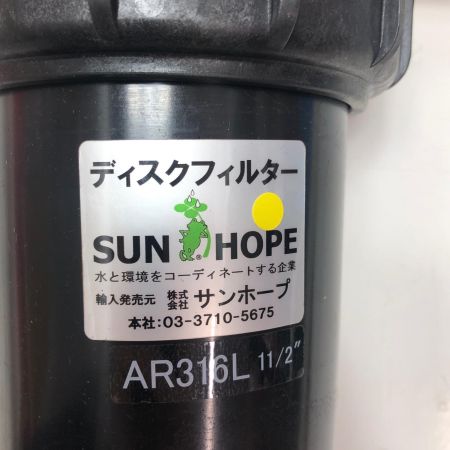 ディスクフィルター
SUN HOPE
水と環境をコーディネートする企業
輸入発売元 株式会社 サンホープ
本社:03-3710-5675
AR316L 11/2"